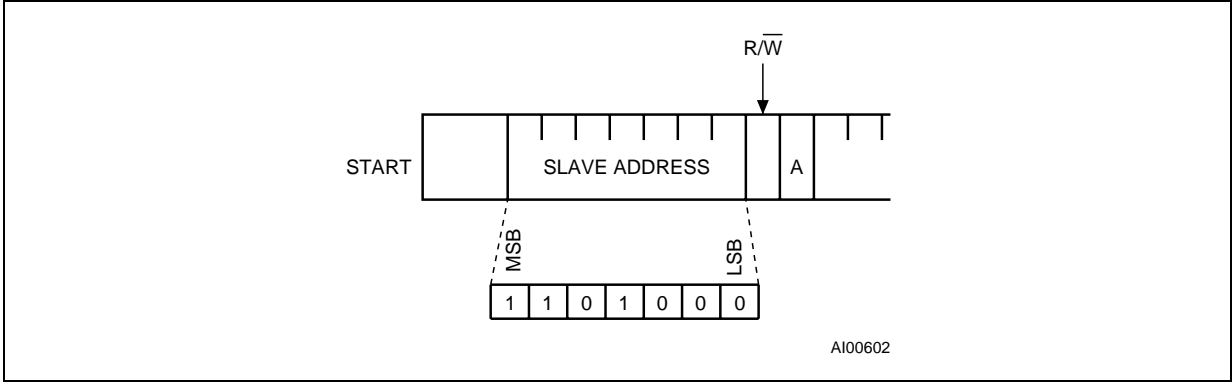 R/W̅
START
SLAVE ADDRESS
A
MSB
LSB
1 1 0 1 0 0 0
AI00602